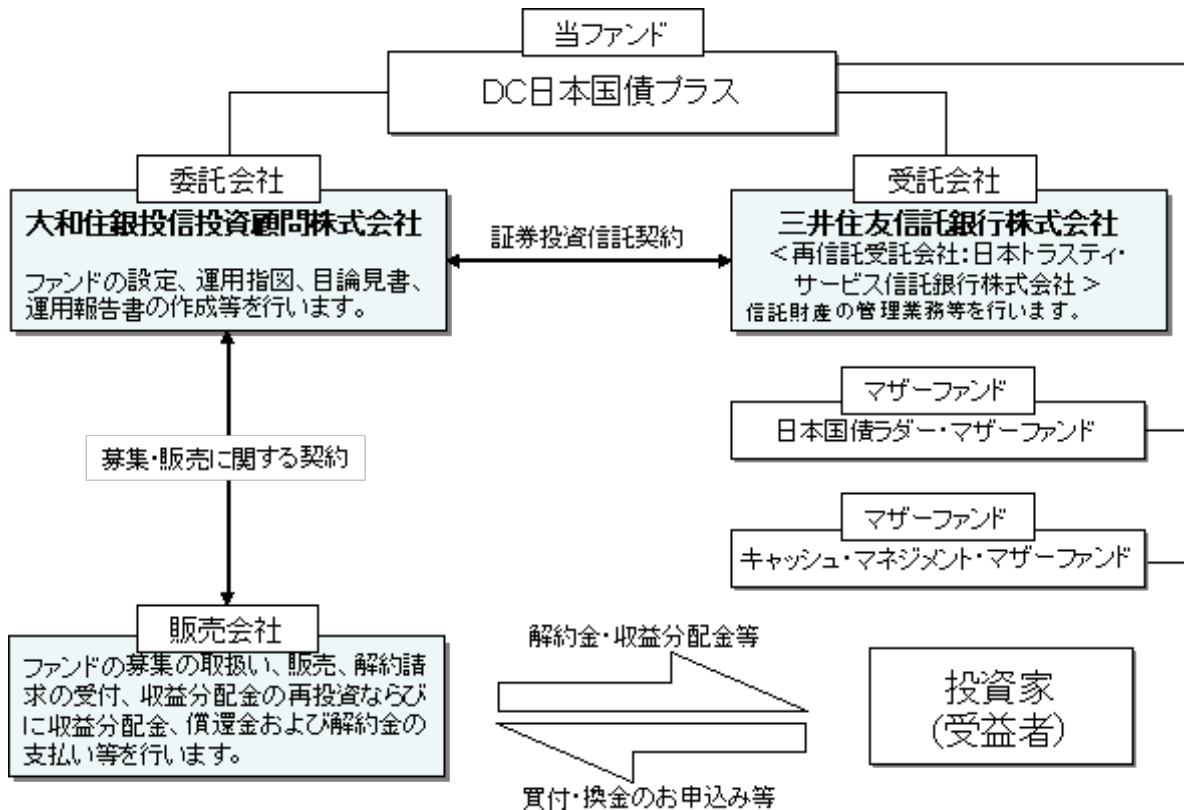 当ファンド
DC日本国債プラス
委託会社
大和住銀投信投資顧問株式会社
ファンドの設定、運用指図、目論見書、
運用報告書の作成等を行います。
証券投資信託契約
受託会社
三井住友信託銀行株式会社
＜再信託受託会社：日本トラスティ・
サービス信託銀行株式会社＞
信託財産の管理業務等を行います。
マザーファンド
日本国債ラダー・マザーファンド
募集・販売に関する契約
マザーファンド
キャッシュ・マネジメント・マザーファンド
販売会社
ファンドの募集の取扱い、販売、解約請
求の受付、収益分配金の再投資ならび
に収益分配金、償還金および解約金の
支払い等を行います。
解約金・収益分配金等
買付・換金のお申込み等
投資家
(受益者)